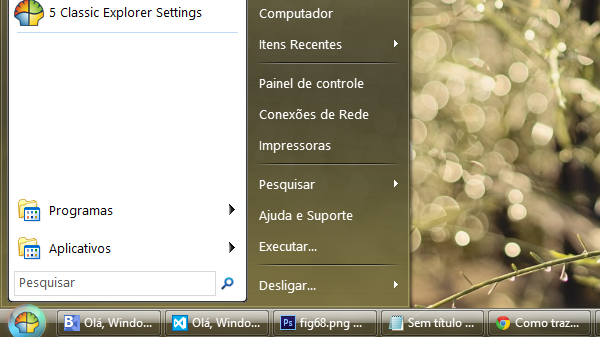 5 Classic Explorer Settings
Programas
Aplicativos
Pesquisar
Computador
Itens Recentes
Painel de controle
Conexões de Rede
Impressoras
Pesquisar
Ajuda e Suporte
Executar...
Desligar...
Olá, Windo...
Olá, Windo...
Ps fig68.png ...
Sem título ...
Como traz...